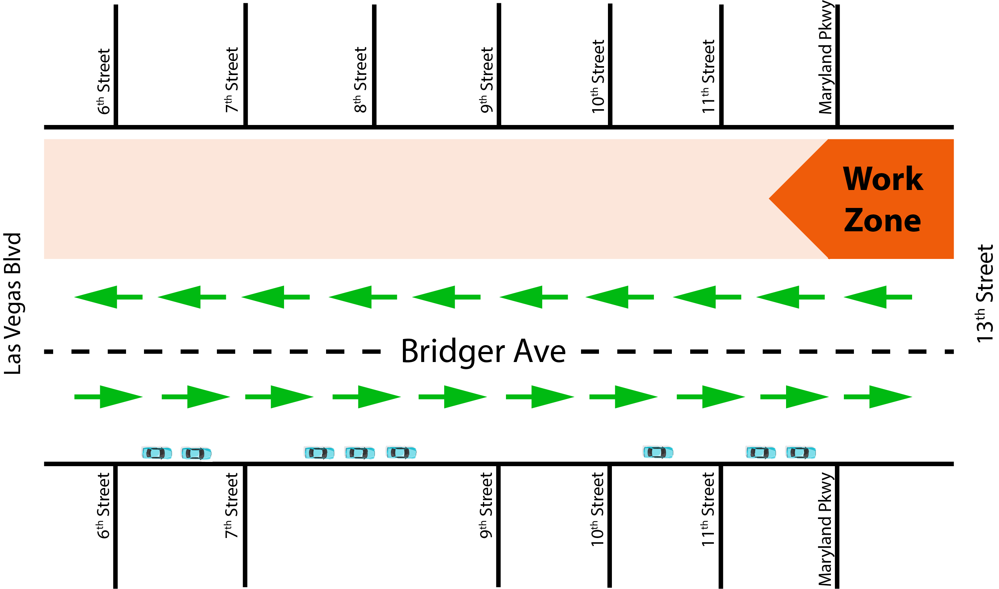 6th Street
7th Street
8th Street
9th Street
10th Street
11th Street
Maryland Pkwy
Work
Zone
Las Vegas Blvd
13th Street
Bridger Ave
6th Street
7th Street
9th Street
10th Street
11th Street
Maryland Pkwy